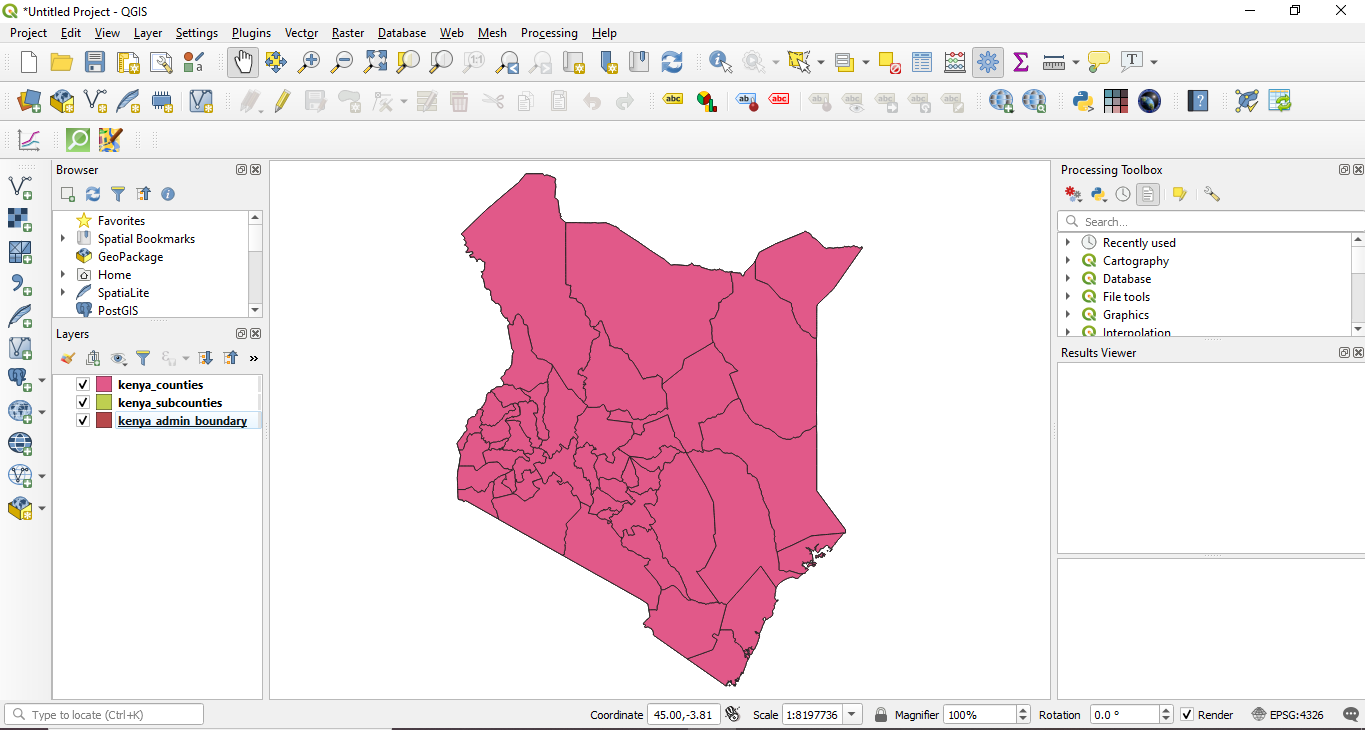 *Untitled Project - QGIS
Project Edit View Layer Settings Plugins Vector Raster Database Web Mesh Processing Help
Browser
Favorites
Spatial Bookmarks
GeoPackage
Home
SpatiaLite
PostGIS
Layers
»
kenya_counties
kenya_subcounties
kenya_admin_boundary
Processing Toolbox
Search...
Recently used
Cartography
Database
File tools
Graphics
Interpolation
Results Viewer
Type to locate (Ctrl+K)
Coordinate 45.00,-3.81 Scale 1:8197736 Magnifier 100% Rotation 0.0 ° Render EPSG:4326